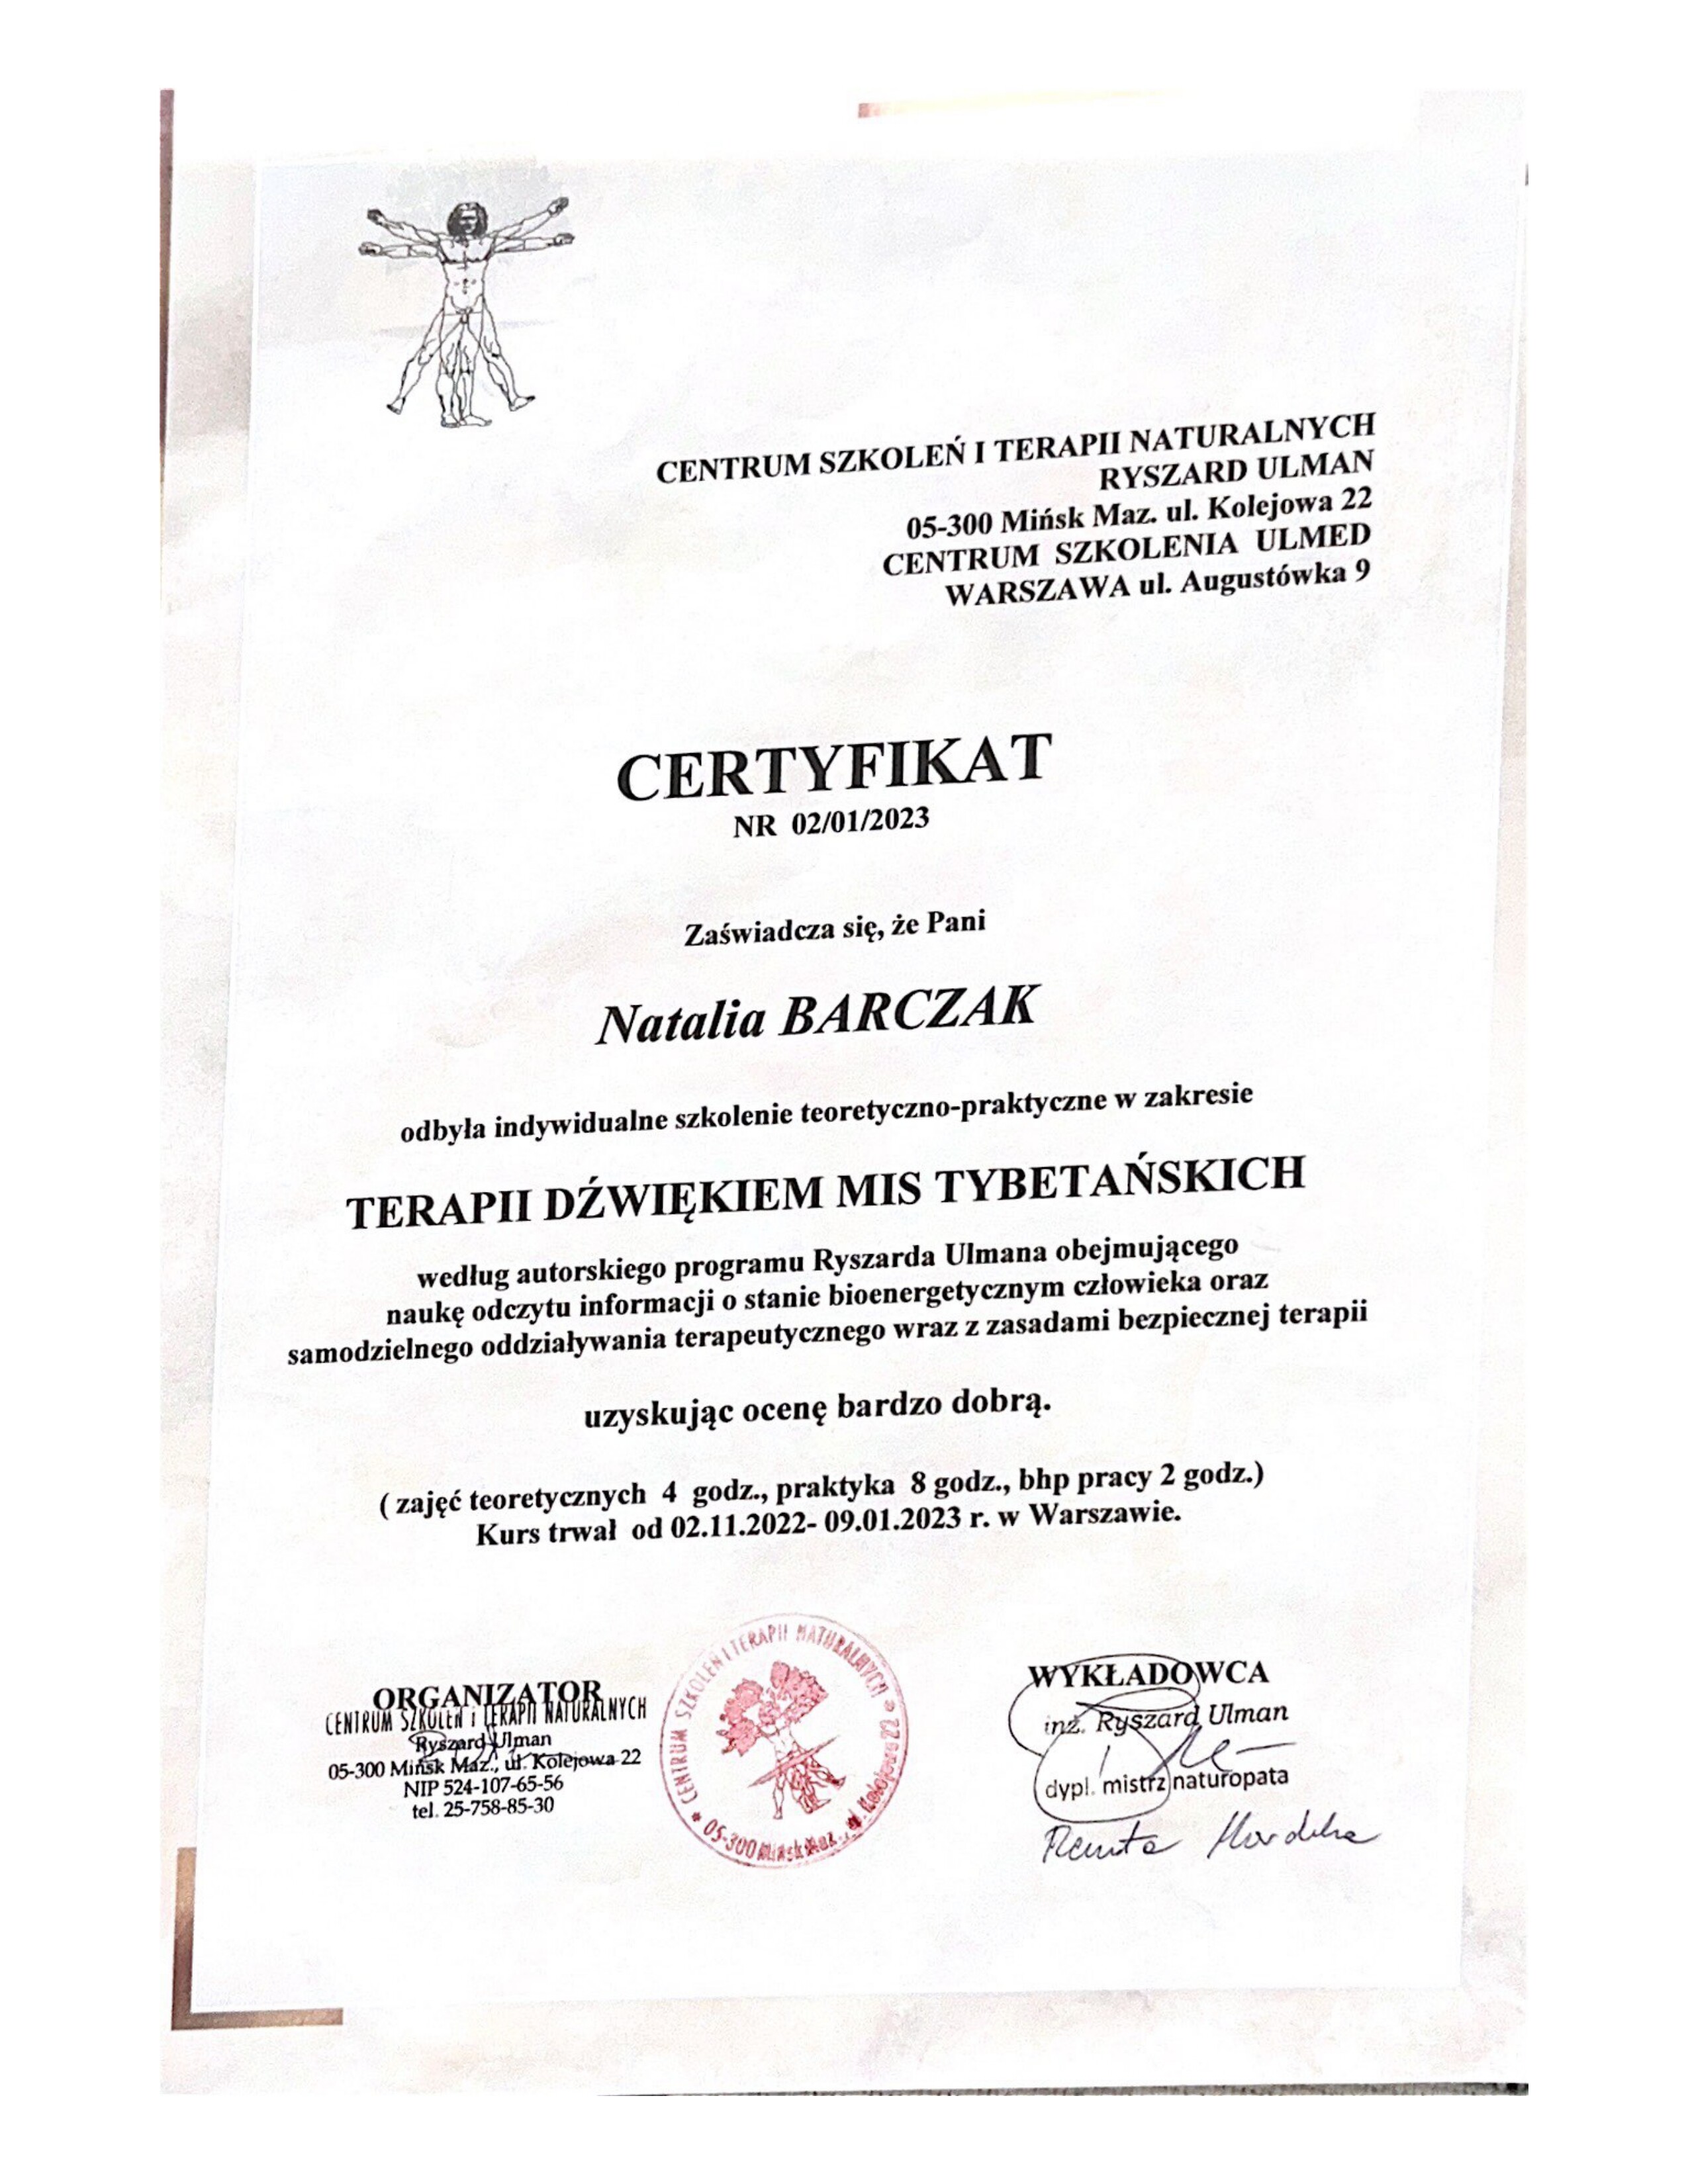 CENTRUM SZKOLEŃ I TERAPII NATURALNYCH
RYSZARD ULMAN
05-300 Mińsk Maz. ul. Kolejowa 22
CENTRUM SZKOLENIA ULMED
WARSZAWA ul. Augustówka 9
CERTYFIKAT
NR 02/01/2023
Zaświadcza się, że Pani
Natalia BARCZAK
odbyła indywidualne szkolenie teoretyczno-praktyczne w zakresie
TERAPII DŹWIĘKIEM MIS TYBETAŃSKICH
według autorskiego programu Ryszarda Ulmana obejmującego
naukę odczytu informacji o stanie bioenergetycznym człowieka oraz
samodzielnego oddziaływania terapeutycznego wraz z zasadami bezpiecznej terapii
uzyskując ocenę bardzo dobrą.
( zajęć teoretycznych 4 godz., praktyka 8 godz., bhp pracy 2 godz.)
Kurs trwał od 02.11.2022- 09.01.2023 r. w Warszawie.
ORGANIZATOR
CENTRUM SZKOLEŃ i TERAPII NATURALNYCH
Ryszard Ulman
05-300 Mińsk Maz., ul. Kolejowa 22
NIP 524-107-65-56
tel. 25-758-85-30
CENTRUM SZKOLEŃ I TERAPII NATURALNYCH
05-300 Mińsk Maz., ul. Kolejowa 22
WYKŁADOWCA
inż. Ryszard Ulman
dypl. mistrz naturopata